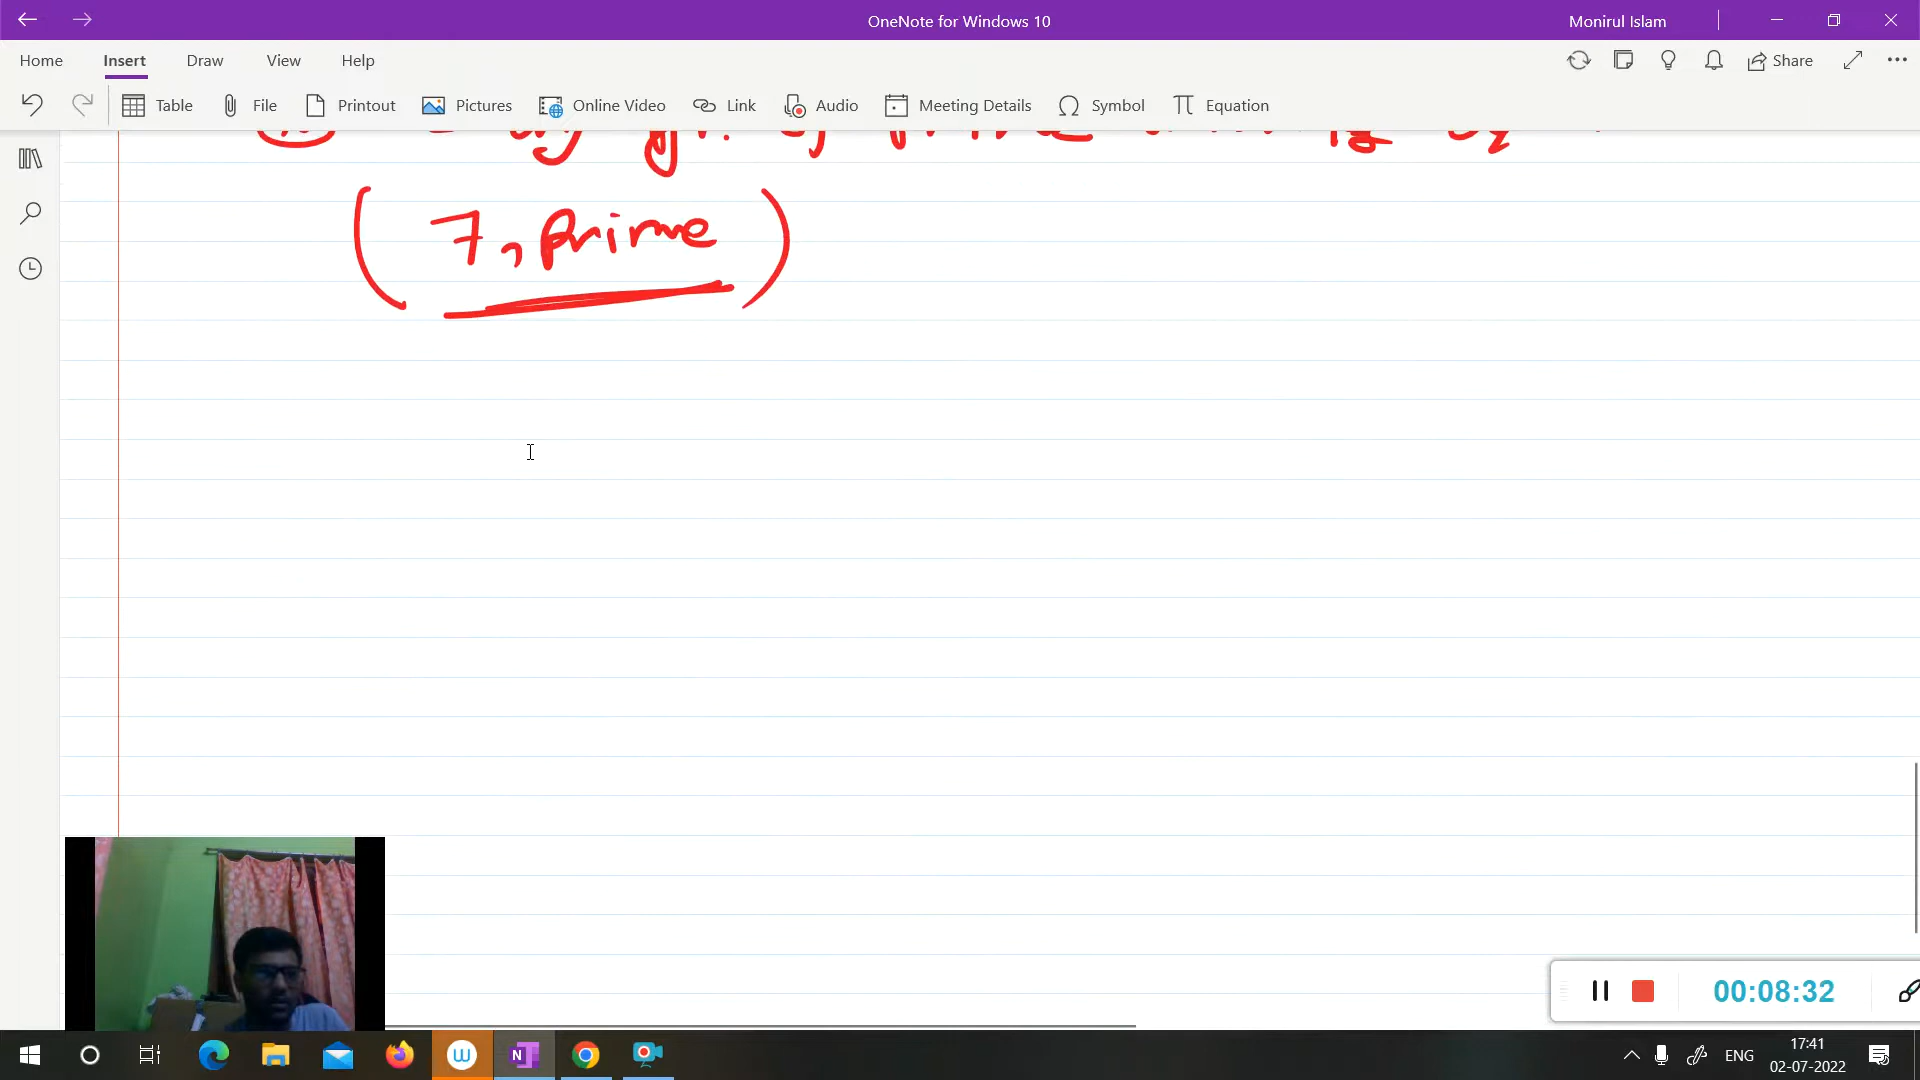 OneNote for Windows 10
Monirul Islam
Home Insert Draw View Help
Share
Table File Printout Pictures Online Video Link Audio Meeting Details Symbol Equation
(7, Prime)
00:08:32
ENG
17:41
02-07-2022